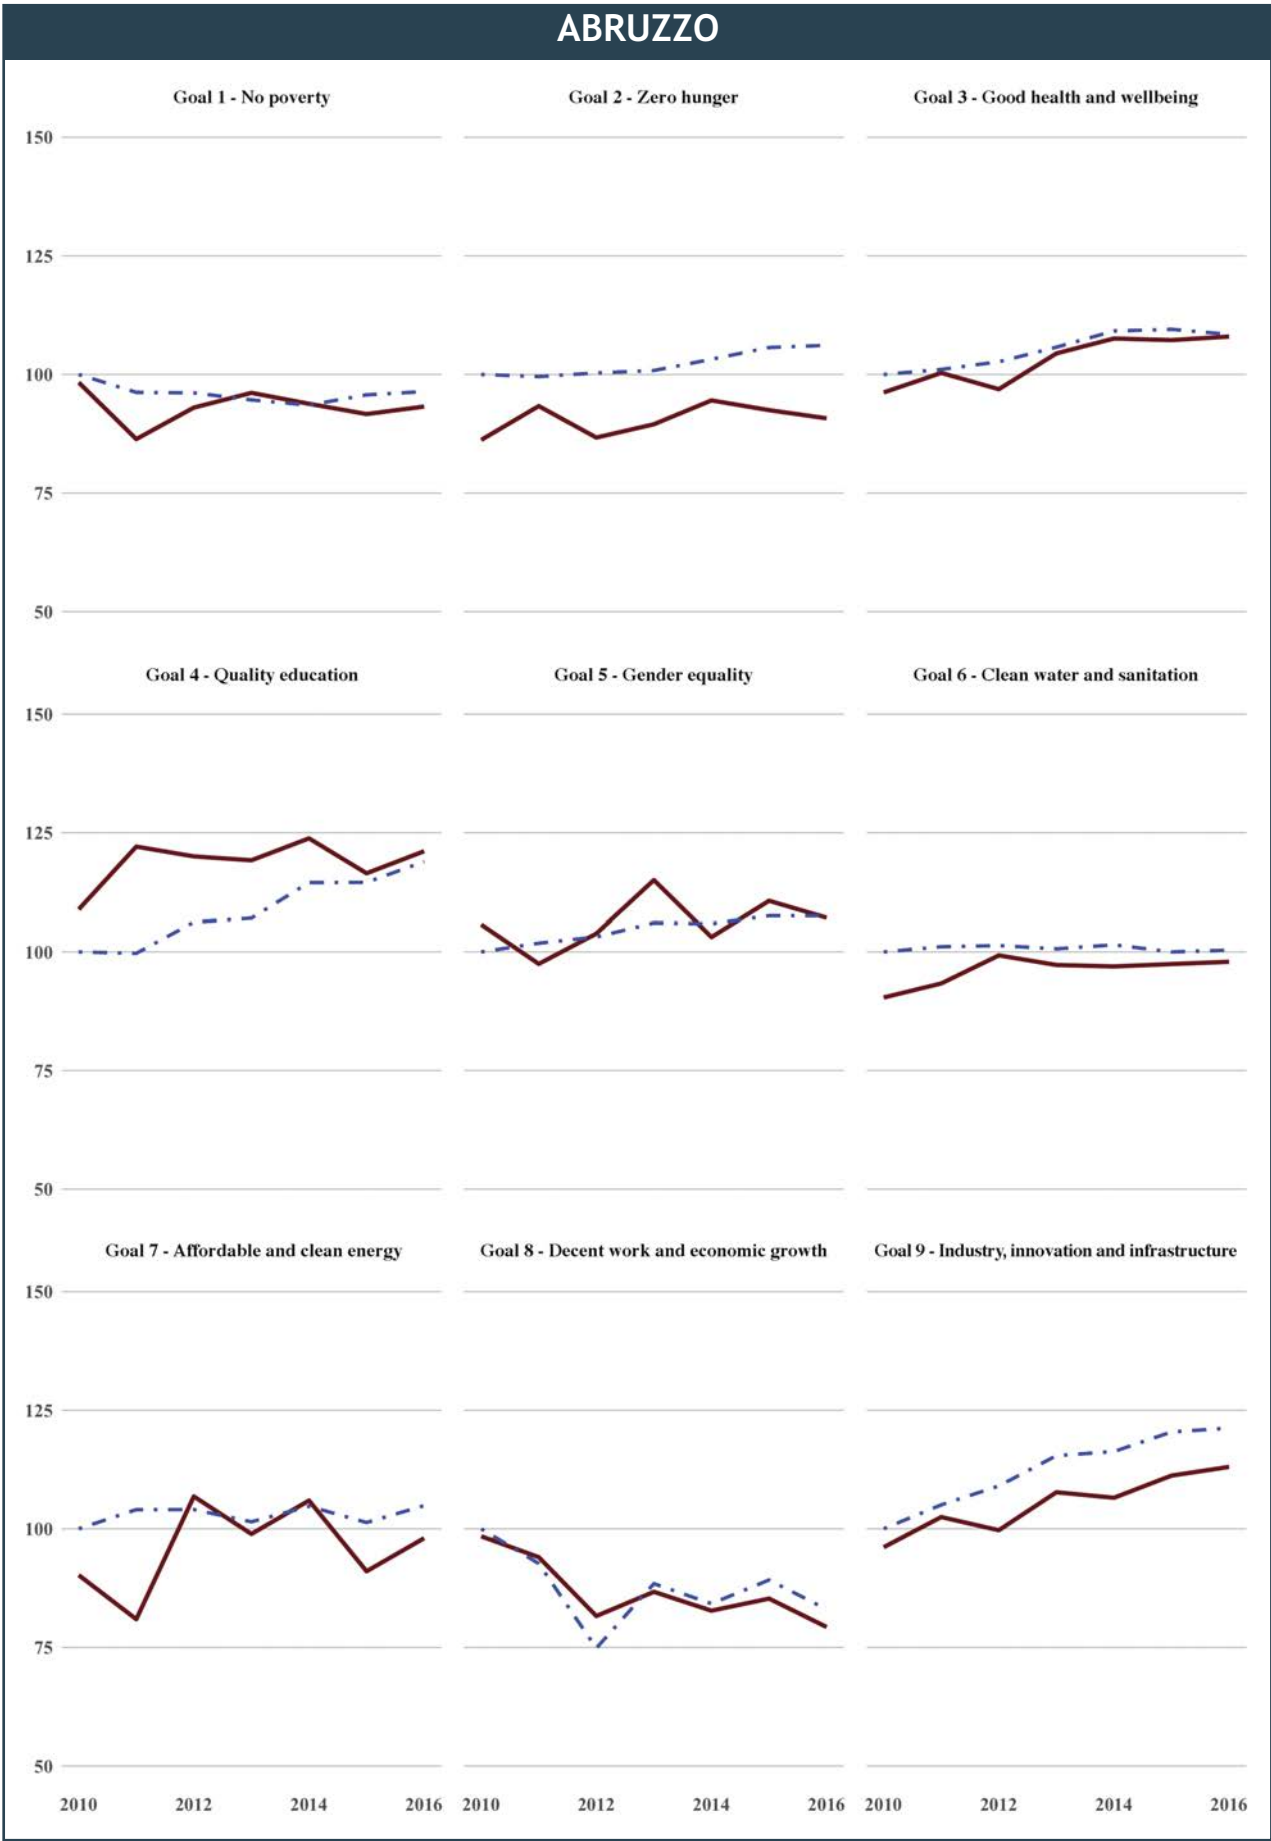 ABRUZZO
Goal 1 - No poverty
Goal 2 - Zero hunger
Goal 3 - Good health and wellbeing
150
125
100
75
50
Goal 4 - Quality education
Goal 5 - Gender equality
Goal 6 - Clean water and sanitation
150
125
100
75
50
Goal 7 - Affordable and clean energy
Goal 8 - Decent work and economic growth
Goal 9 - Industry, innovation and infrastructure
150
125
100
75
50
2010 2012 2014 2016
2010 2012 2014 2016
2010 2012 2014 2016